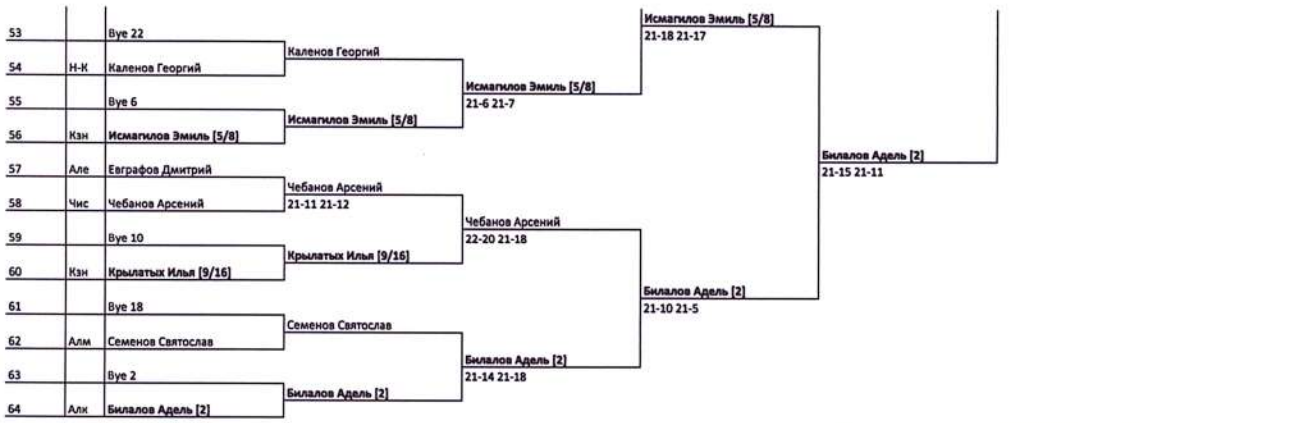 Исмагилов Эмиль [5/8]
53 Bye 22 21-18 21-17
Каленов Георгий
54 Н-К Каленов Георгий
Исмагилов Эмиль [5/8]
55 Bye 6 21-6 21-7
Исмагилов Эмиль [5/8]
56 Кзн Исмагилов Эмиль [5/8]
Билалов Адель [2]
57 Але Евграфов Дмитрий 21-15 21-11
Чебанов Арсений
58 Чис Чебанов Арсений 21-11 21-12
Чебанов Арсений
59 Bye 10 22-20 21-18
Крылатых Илья [9/16]
60 Кзн Крылатых Илья [9/16]
Билалов Адель [2]
61 Bye 18 21-10 21-5
Семенов Святослав
62 Алм Семенов Святослав
Билалов Адель [2]
63 Bye 2 21-14 21-18
Билалов Адель [2]
64 Алк Билалов Адель [2]